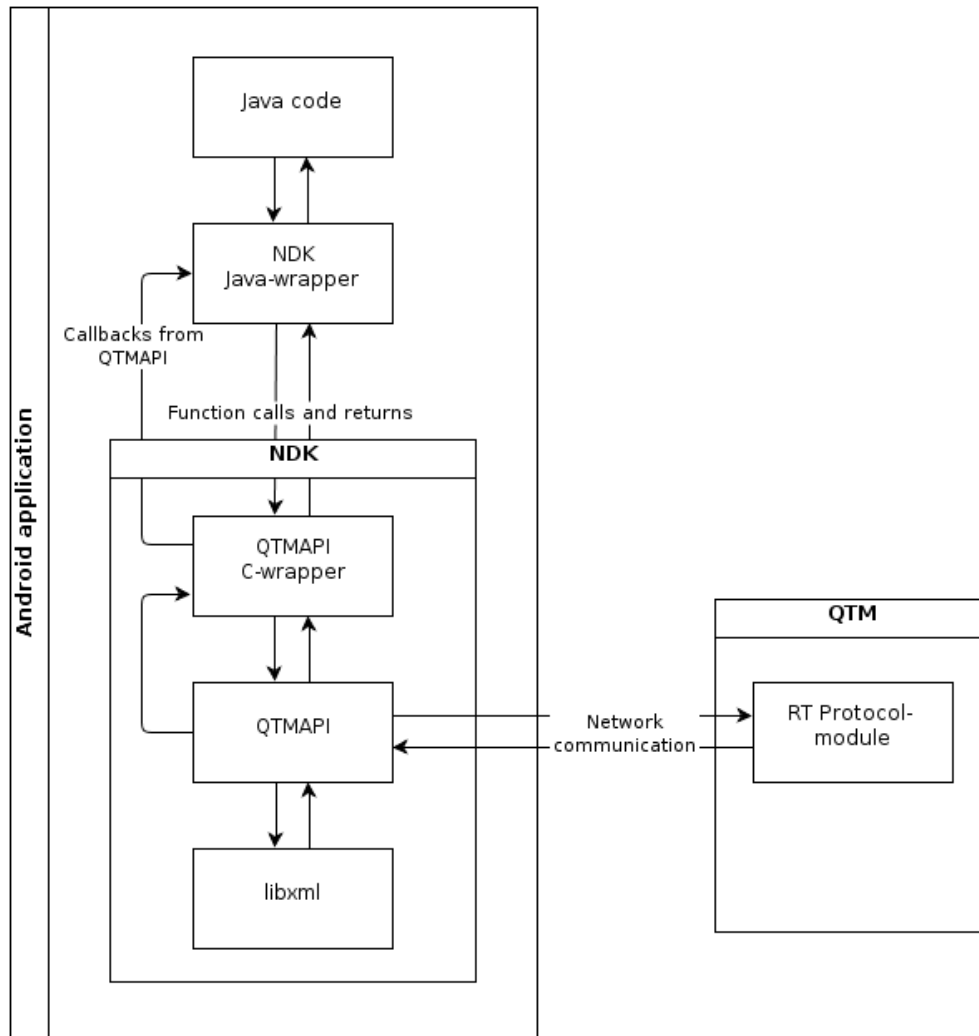 Android application
Java code
NDK
Java-wrapper
Callbacks from
QTMAPI
Function calls and returns
NDK
QTMAPI
C-wrapper
QTM
QTMAPI
Network
communication
RT Protocol-
module
libxml